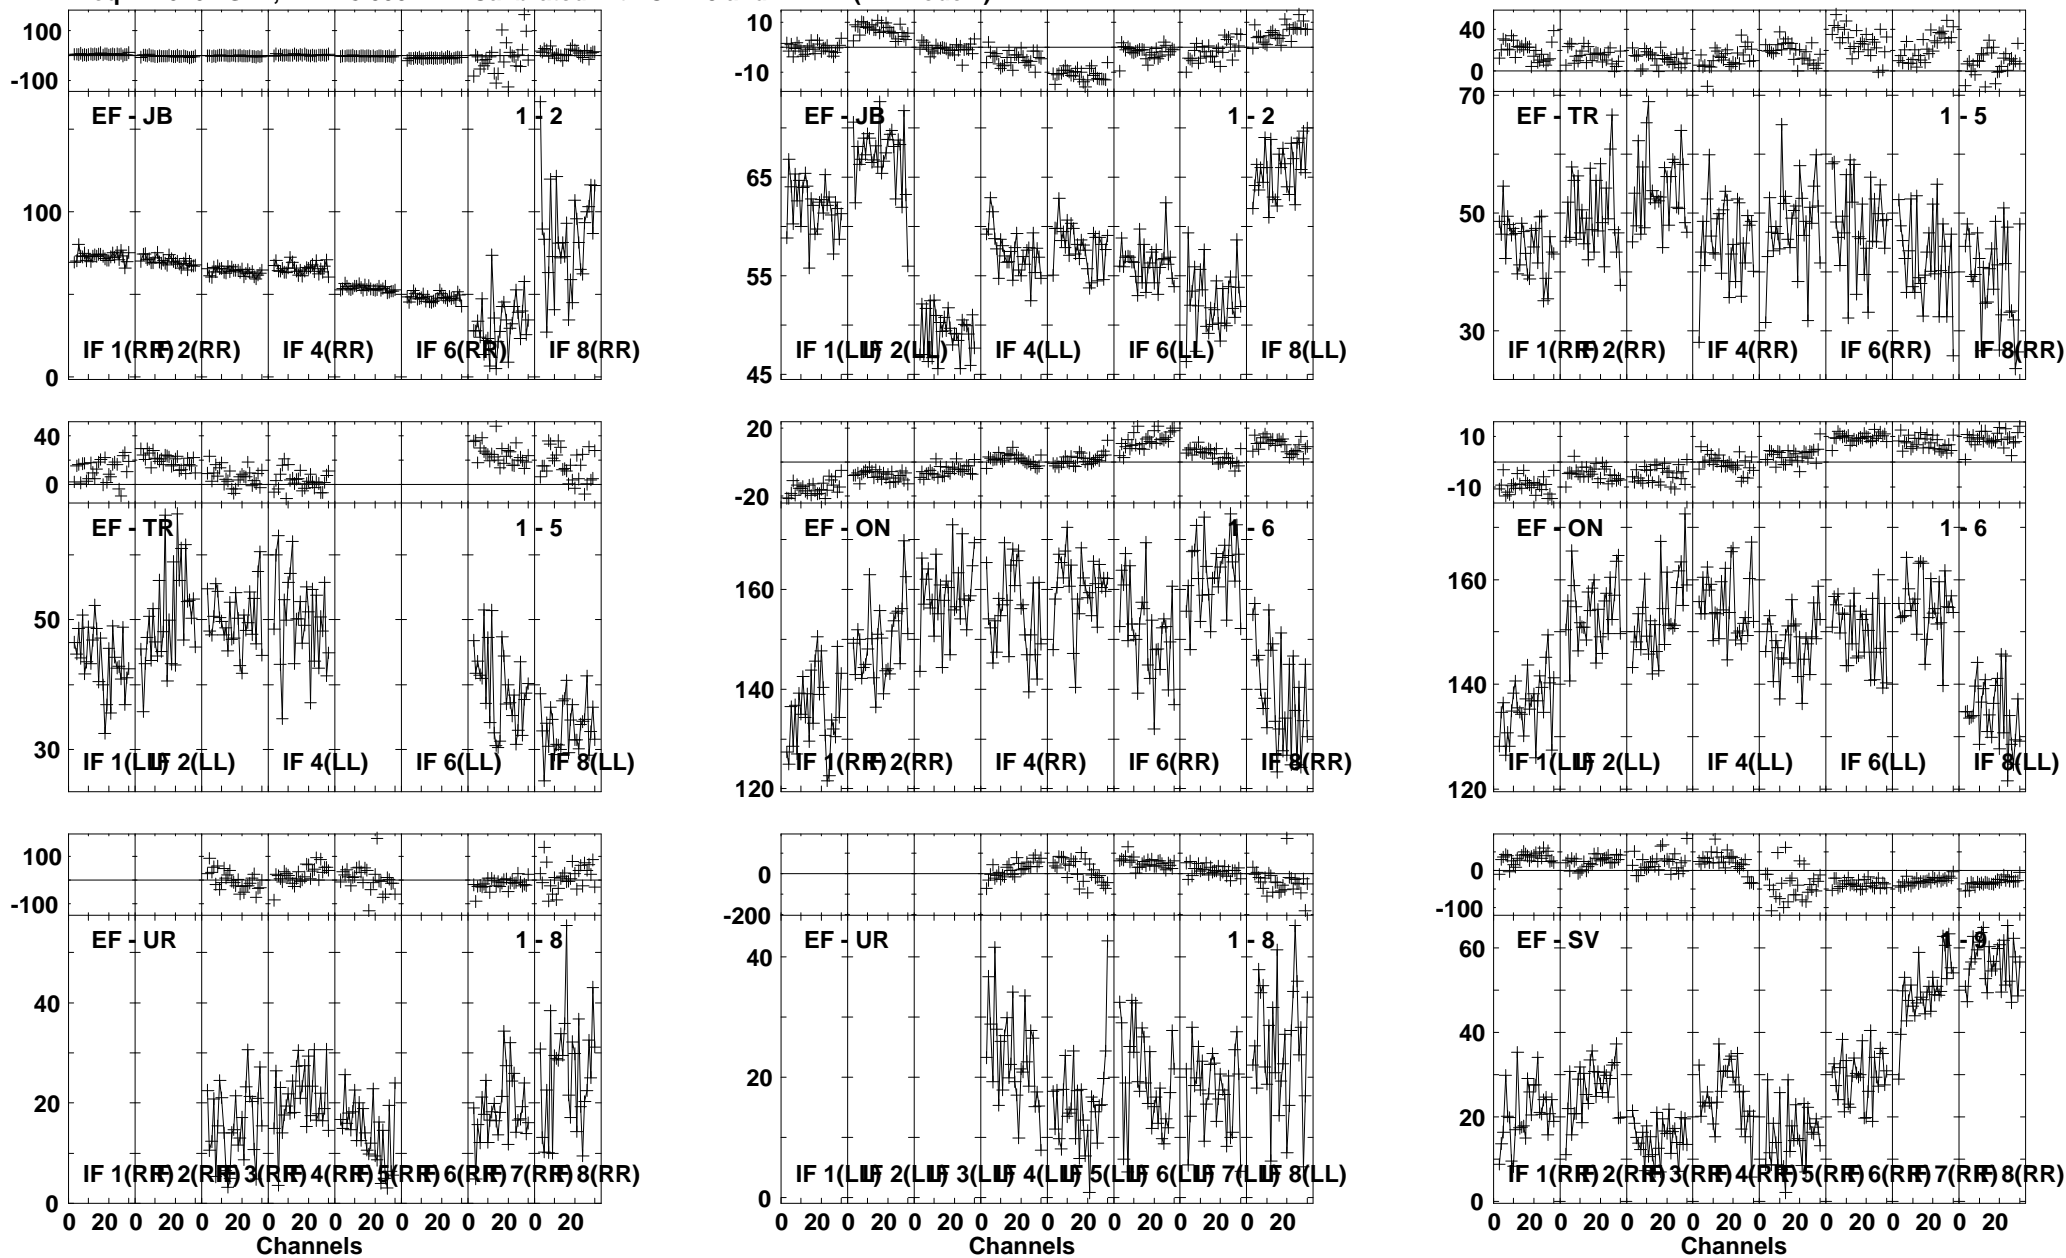 100
-100
EF - JB
1 - 2
100
0
IF 1(RR) IF 2(RR) IF 4(RR) IF 6(RR) IF 8(RR)
10
-10
EF - JB
1 - 2
65
55
45
IF 1(LL) IF 2(LL) IF 4(LL) IF 6(LL) IF 8(LL)
40
0
70
EF - TR
1 - 5
50
30
IF 1(RR) IF 2(RR) IF 4(RR) IF 6(RR) IF 8(RR)
40
0
EF - TR
1 - 5
50
30
IF 1(LL) IF 2(LL) IF 4(LL) IF 6(LL) IF 8(LL)
20
-20
EF - ON
1 - 6
160
140
120
IF 1(RR) IF 2(RR) IF 4(RR) IF 6(RR) IF 8(RR)
10
-10
EF - ON
1 - 6
160
140
120
IF 1(LL) IF 2(LL) IF 4(LL) IF 6(LL) IF 8(LL)
100
-100
EF - UR
1 - 8
40
20
0
IF 1(RR) IF 2(RR) IF 3(RR) IF 4(RR) IF 5(RR) IF 6(RR) IF 7(RR) IF 8(RR)
0 20 0 20 0 20 0 20 0 20 0 20 0 20 0 20
Channels
0
-200
EF - UR
1 - 8
40
20
0
IF 1(LL) IF 2(LL) IF 3(LL) IF 4(LL) IF 5(LL) IF 6(LL) IF 7(LL) IF 8(LL)
0 20 0 20 0 20 0 20 0 20 0 20 0 20 0 20
Channels
0
-100
EF - SV
1 - 9
60
40
20
0
IF 1(RR) IF 2(RR) IF 3(RR) IF 4(RR) IF 5(RR) IF 6(RR) IF 7(RR) IF 8(RR)
0 20 0 20 0 20 0 20 0 20 0 20 0 20 0 20
Channels